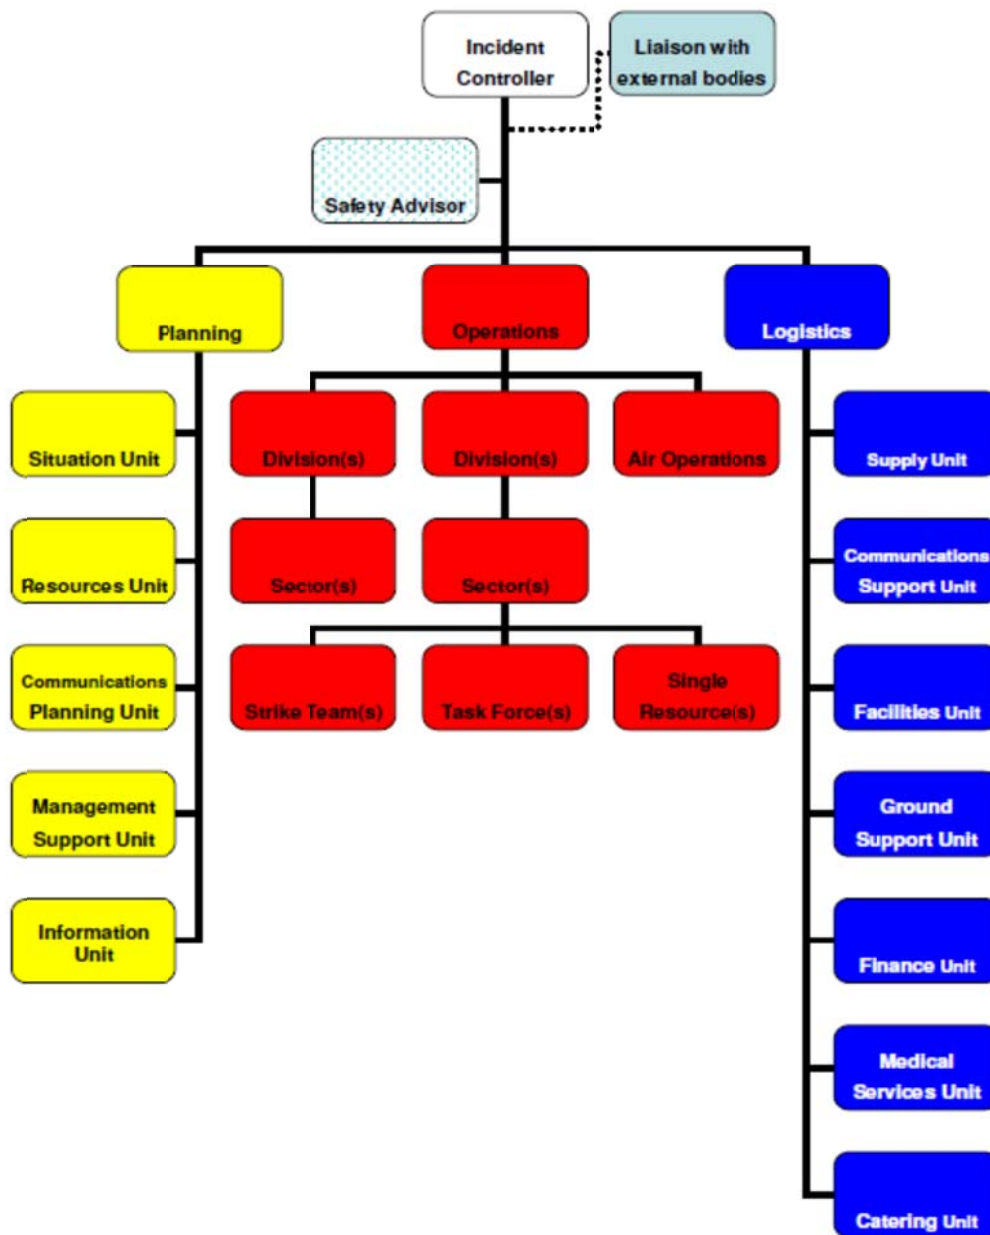 Incident
Controller
Liaison with
external bodies
Safety Advisor
Planning
Operations
Logistics
Situation Unit
Division(s)
Division(s)
Air Operations
Supply Unit
Resources Unit
Sector(s)
Sector(s)
Communications
Support Unit
Communications
Planning Unit
Strike Team(s)
Task Force(s)
Single
Resource(s)
Facilities Unit
Management
Support Unit
Ground
Support Unit
Information
Unit
Finance Unit
Medical
Services Unit
Catering Unit